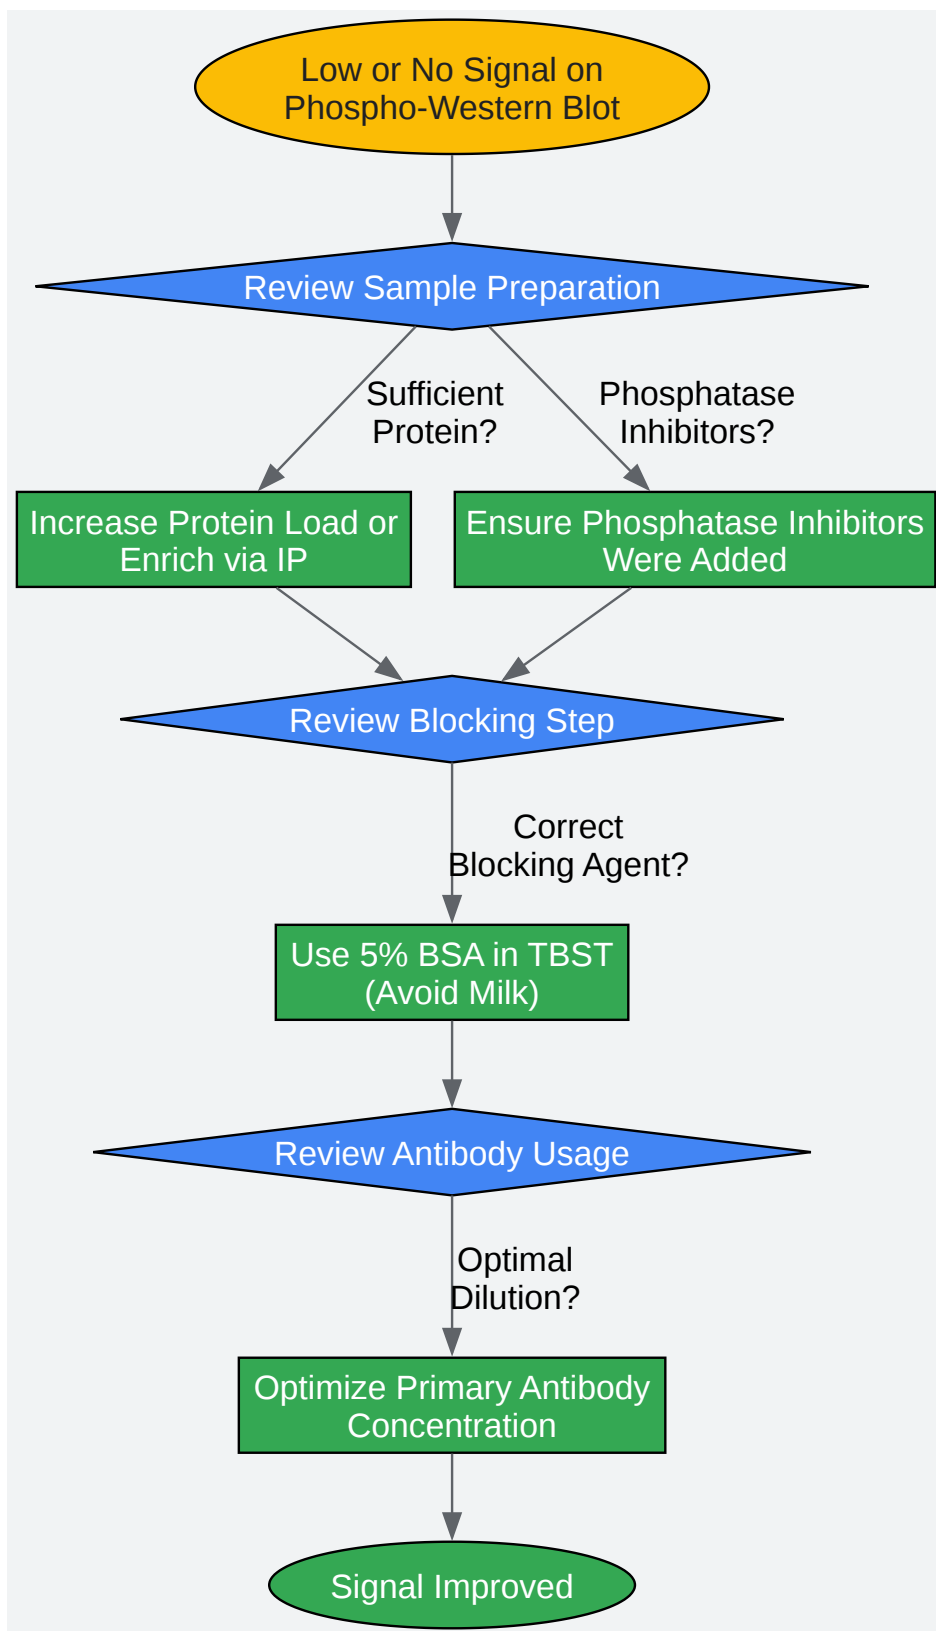 Low or No Signal on
Phospho-Western Blot
Review Sample Preparation
Sufficient
Protein?
Phosphatase
Inhibitors?
Increase Protein Load or
Enrich via IP
Ensure Phosphatase Inhibitors
Were Added
Review Blocking Step
Correct
Blocking Agent?
Use 5% BSA in TBST
(Avoid Milk)
Review Antibody Usage
Optimal
Dilution?
Optimize Primary Antibody
Concentration
Signal Improved